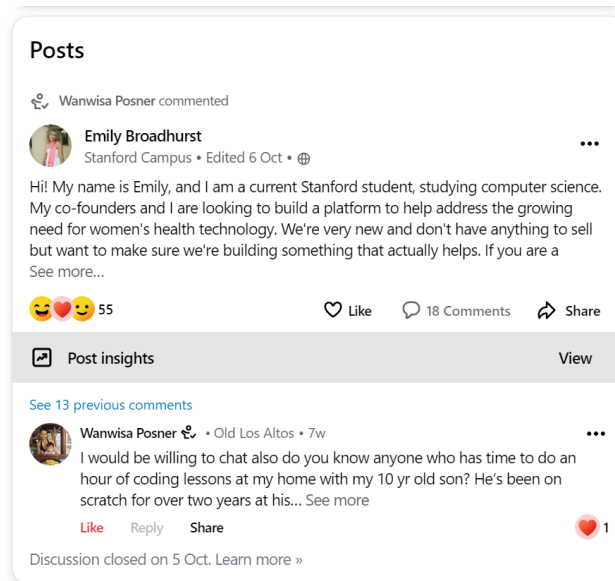 Posts
Wanwisa Posner commented
Emily Broadhurst
Stanford Campus • Edited 6 Oct •
Hi! My name is Emily, and I am a current Stanford student, studying computer science.
My co-founders and I are looking to build a platform to help address the growing
need for women's health technology. We're very new and don't have anything to sell
but want to make sure we're building something that actually helps. If you are a
See more...
55 Like 18 Comments Share
Post insights View
See 13 previous comments
Wanwisa Posner • Old Los Altos • 7w
I would be willing to chat also do you know anyone who has time to do an
hour of coding lessons at my home with my 10 yr old son? He’s been on
scratch for over two years at his... See more
Like Reply Share 1
Discussion closed on 5 Oct. Learn more »